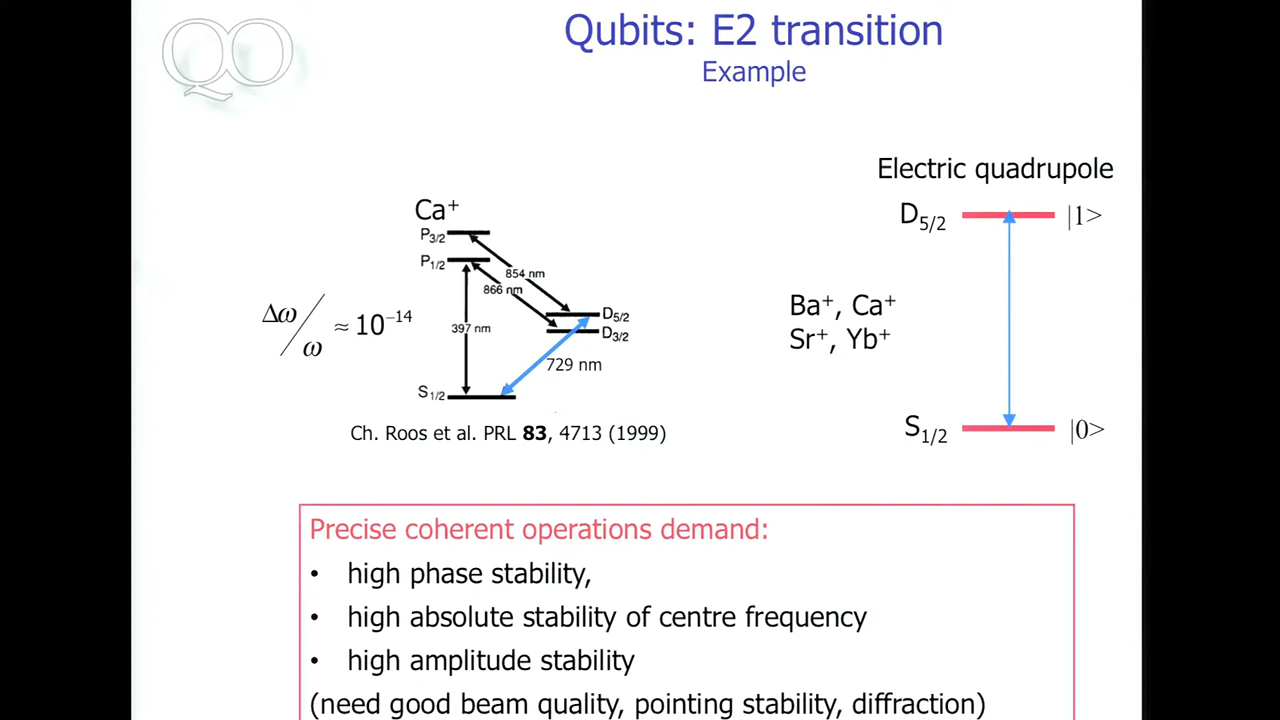 QO
Qubits: E2 transition
Example
Electric quadrupole
Ca⁺
P3/2
P1/2
854 nm
866 nm
397 nm
D5/2
D3/2
729 nm
S1/2
Δω/ω ≈ 10⁻¹⁴
Ch. Roos et al. PRL 83, 4713 (1999)
D5/2 |1>
Ba⁺, Ca⁺
Sr⁺, Yb⁺
S1/2 |0>
Precise coherent operations demand:
• high phase stability,
• high absolute stability of centre frequency
• high amplitude stability
(need good beam quality, pointing stability, diffraction)